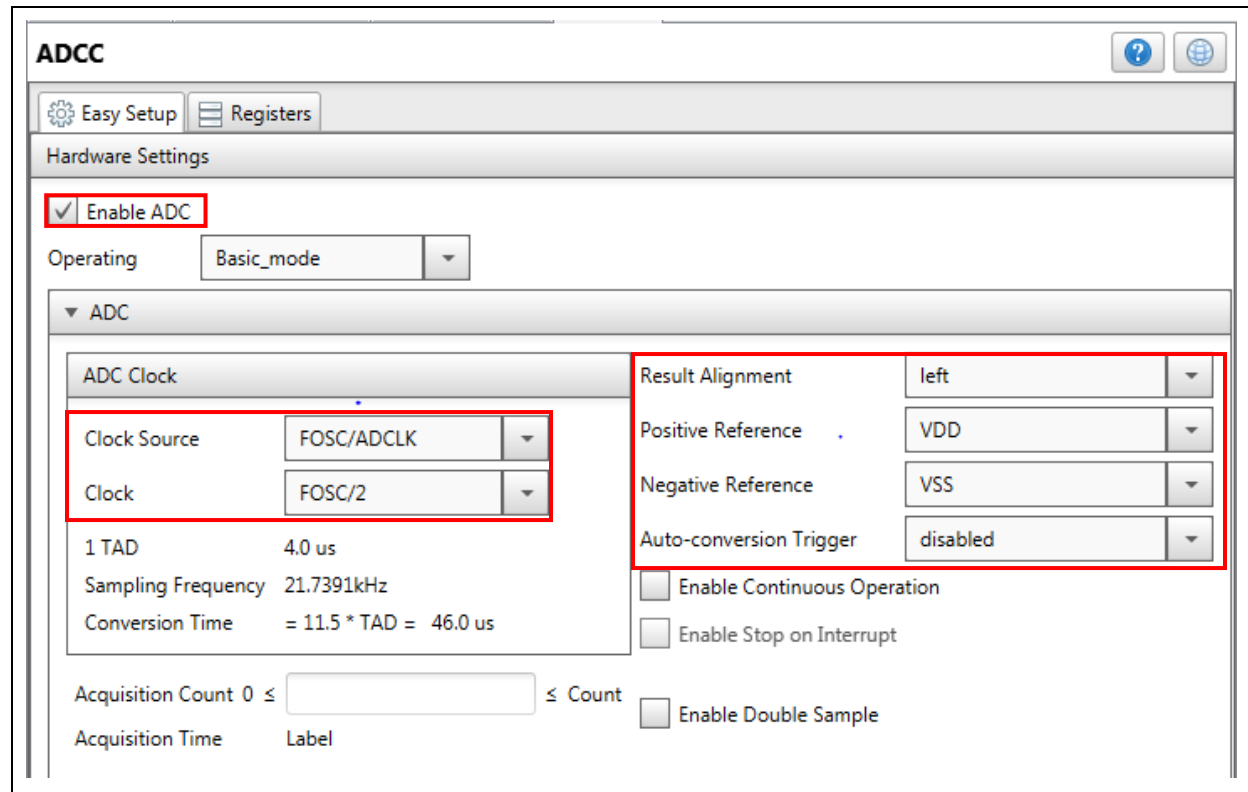 ADCC
Easy Setup
Registers
Hardware Settings
Enable ADC
Operating Basic_mode
ADC
ADC Clock
Clock Source FOSC/ADCLK
Clock FOSC/2
1 TAD 4.0 us
Sampling Frequency 21.7391kHz
Conversion Time = 11.5 * TAD = 46.0 us
Result Alignment left
Positive Reference VDD
Negative Reference VSS
Auto-conversion Trigger disabled
Enable Continuous Operation
Enable Stop on Interrupt
Acquisition Count 0 ≤ ≤ Count
Enable Double Sample
Acquisition Time Label